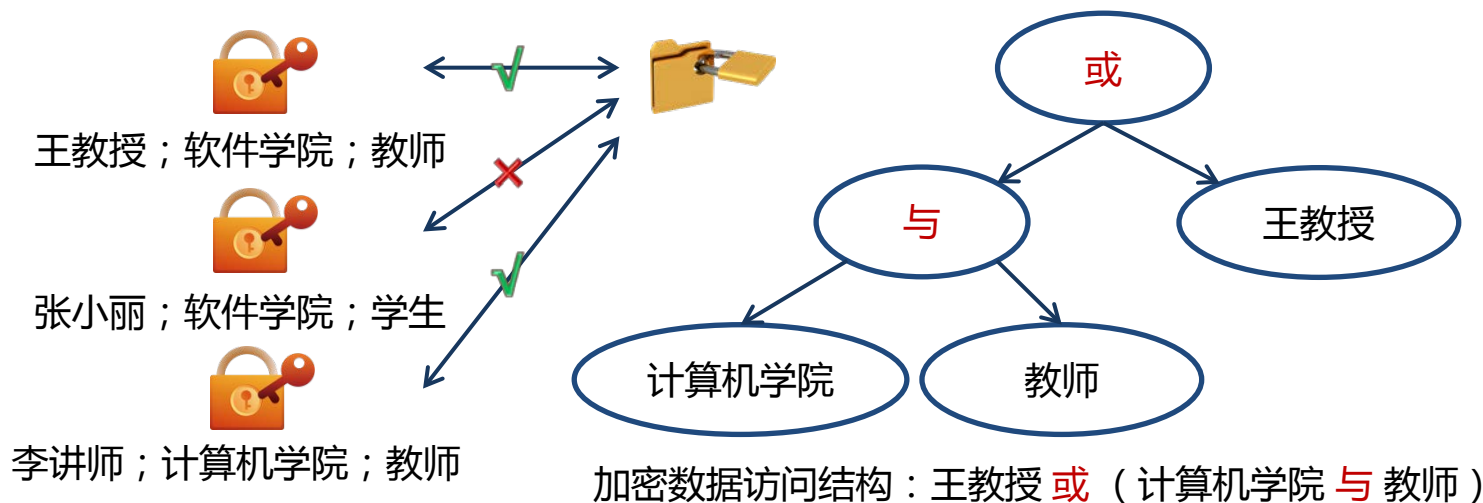 王教授；软件学院；教师
张小丽；软件学院；学生
李讲师；计算机学院；教师
或
与
王教授
计算机学院
教师
加密数据访问结构：王教授 或 （计算机学院 与 教师）